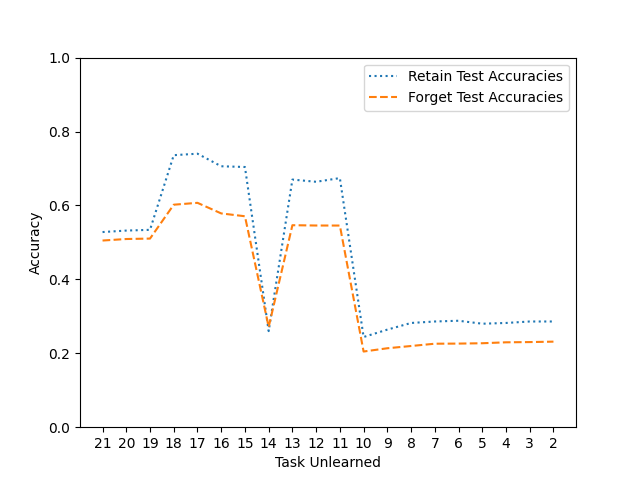 1.0
0.8
0.6
0.4
0.2
0.0
Accuracy
Retain Test Accuracies
Forget Test Accuracies
21 20 19 18 17 16 15 14 13 12 11 10 9 8 7 6 5 4 3 2
Task Unlearned